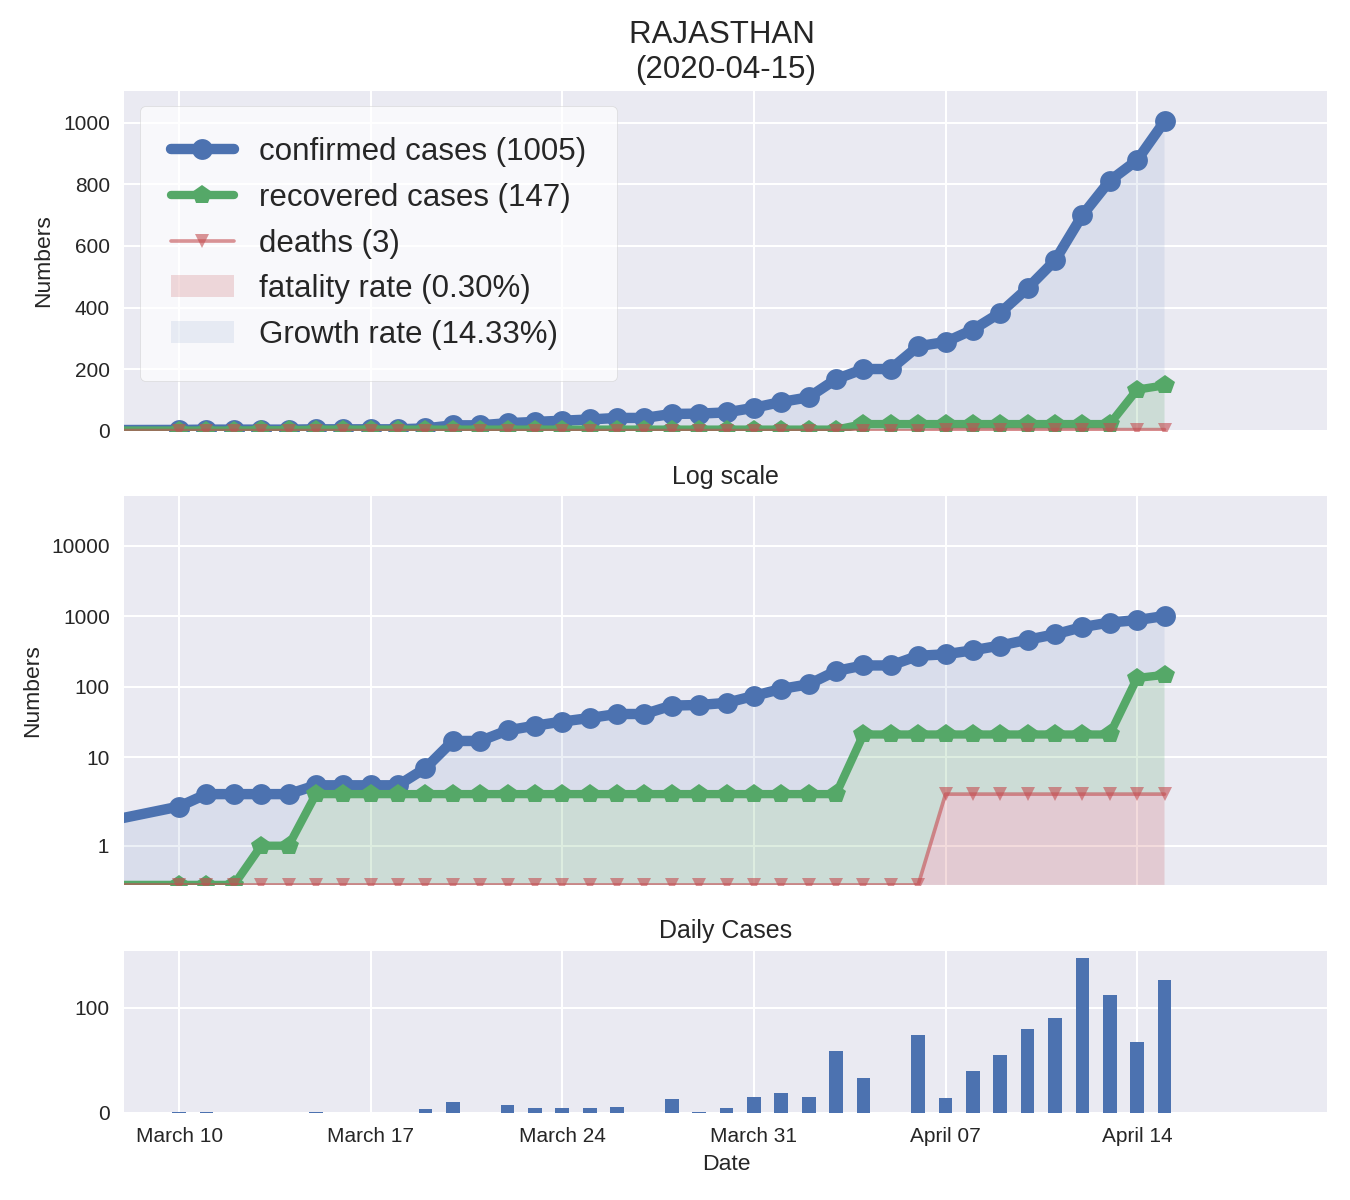 RAJASTHAN
(2020-04-15)
1000
800
600
400
200
0
Numbers
confirmed cases (1005)
recovered cases (147)
deaths (3)
fatality rate (0.30%)
Growth rate (14.33%)
Log scale
10000
1000
100
10
1
Numbers
Daily Cases
100
0
March 10 March 17 March 24 March 31 April 07 April 14
Date